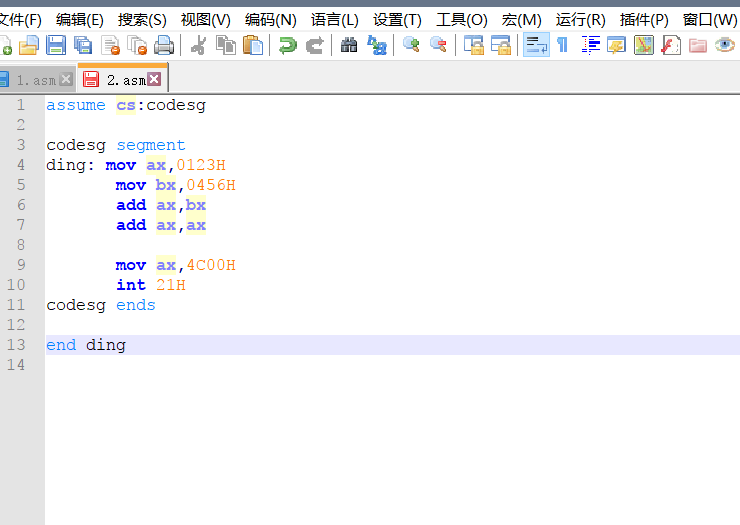 文件(F) 编辑(E) 搜索(S) 视图(V) 编码(N) 语言(L) 设置(T) 工具(O) 宏(M) 运行(R) 插件(P) 窗口(W)
1.asm 2.asm
1 assume cs:codesg
2
3 codesg segment
4 ding: mov ax,0123H
5 mov bx,0456H
6 add ax,bx
7 add ax,ax
8
9 mov ax,4C00H
10 int 21H
11 codesg ends
12
13 end ding
14